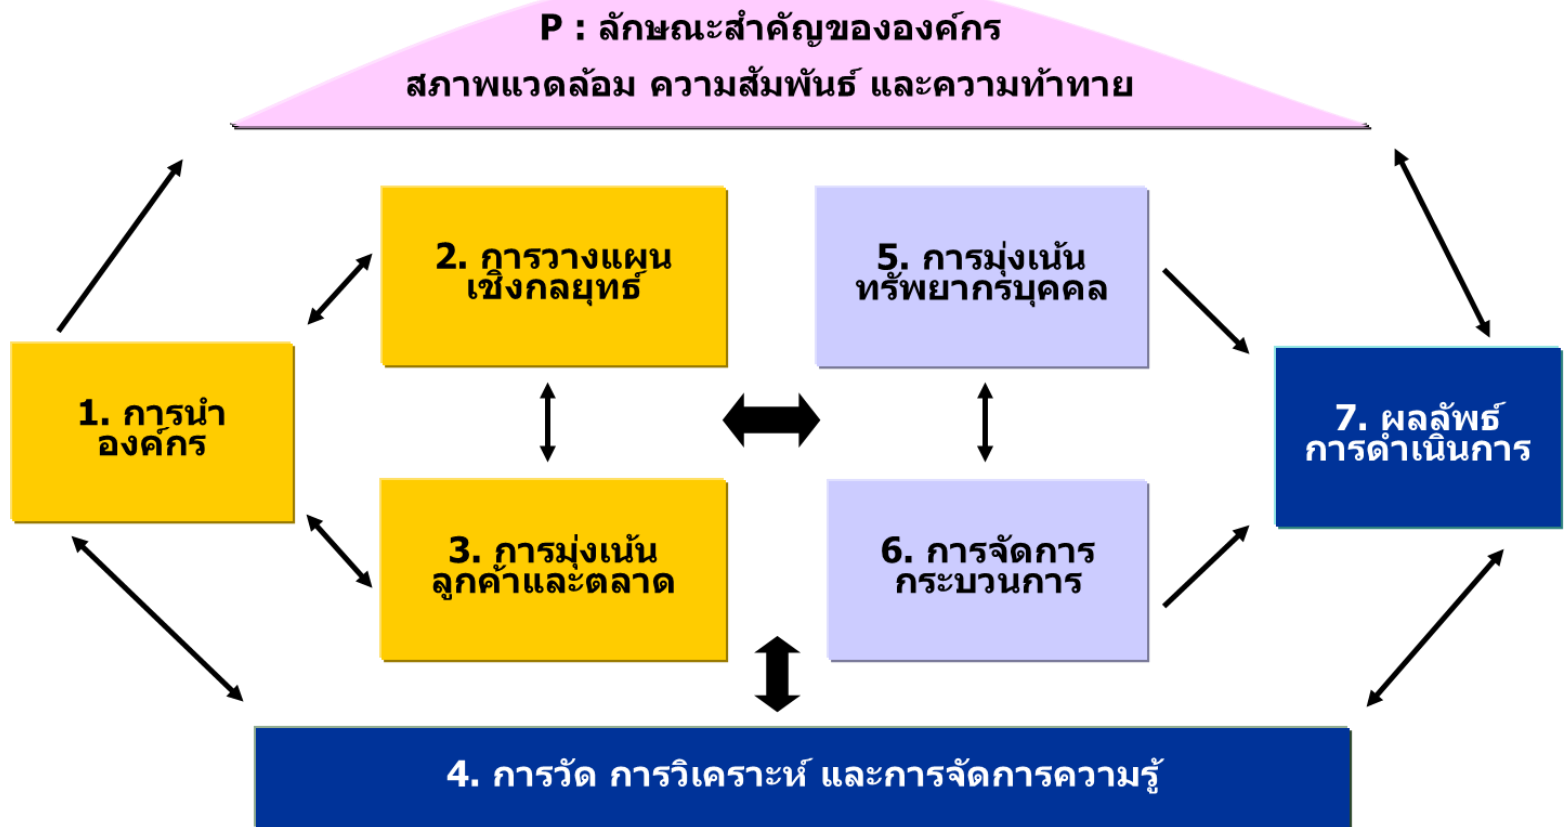 P : ลักษณะสำคัญขององค์กร
สภาพแวดล้อม ความสัมพันธ์ และความท้าทาย
2. การวางแผน
เชิงกลยุทธ์
5. การมุ่งเน้น
ทรัพยากรบุคคล
1. การนำ
องค์กร
7. ผลลัพธ์
การดำเนินการ
3. การมุ่งเน้น
ลูกค้าและตลาด
6. การจัดการ
กระบวนการ
4. การวัด การวิเคราะห์ และการจัดการความรู้